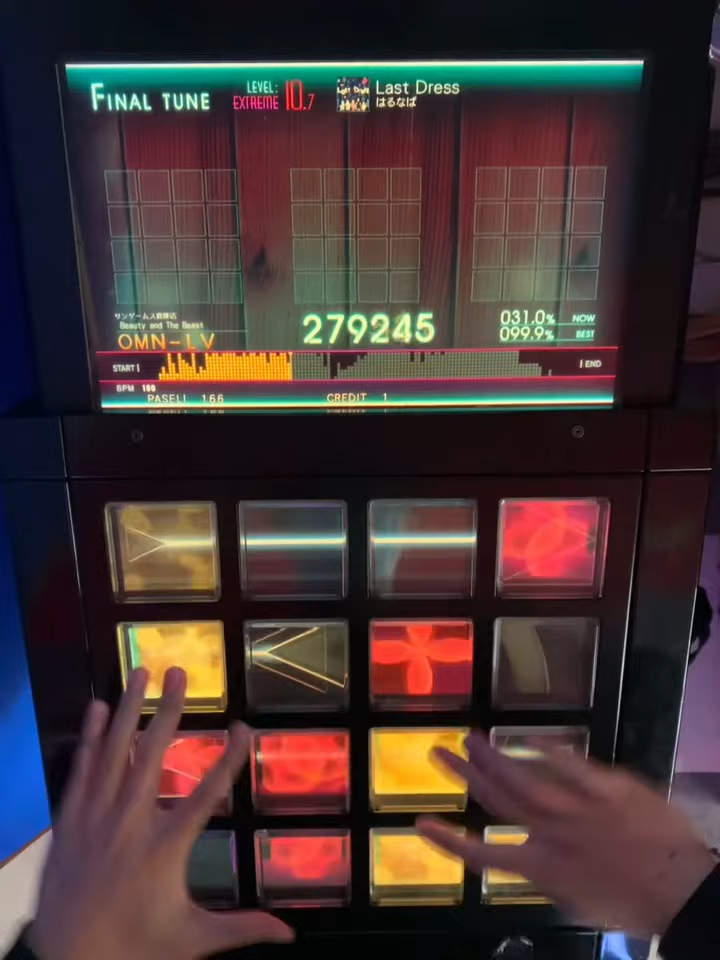 FINAL TUNE
LEVEL:
EXTREME 10.7
Last Dress
はるなば
279245
031.0% NOW
099.9% BEST
Beauty and The Beast
OMN-LV
START |
| END
BPM 180
PASELI 166
CREDIT 1